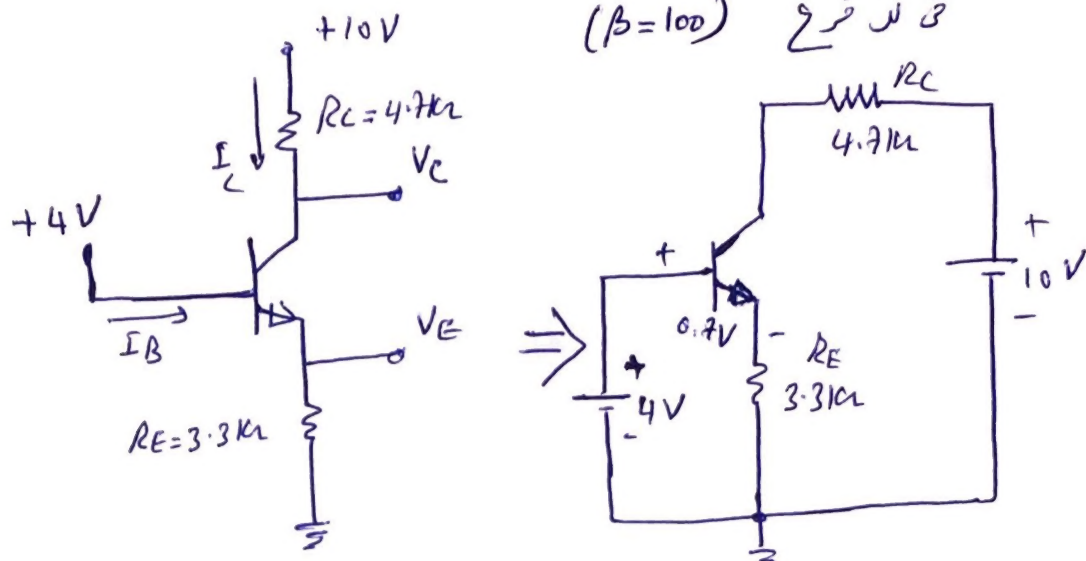 +10V
(β=100)
RC=4.7kΩ
IC
VC
+4V
IB
VE
RE=3.3kΩ
⇒
RC
4.7kΩ
+
0.7V
-
+
4V
-
RE
3.3kΩ
+
10V
-